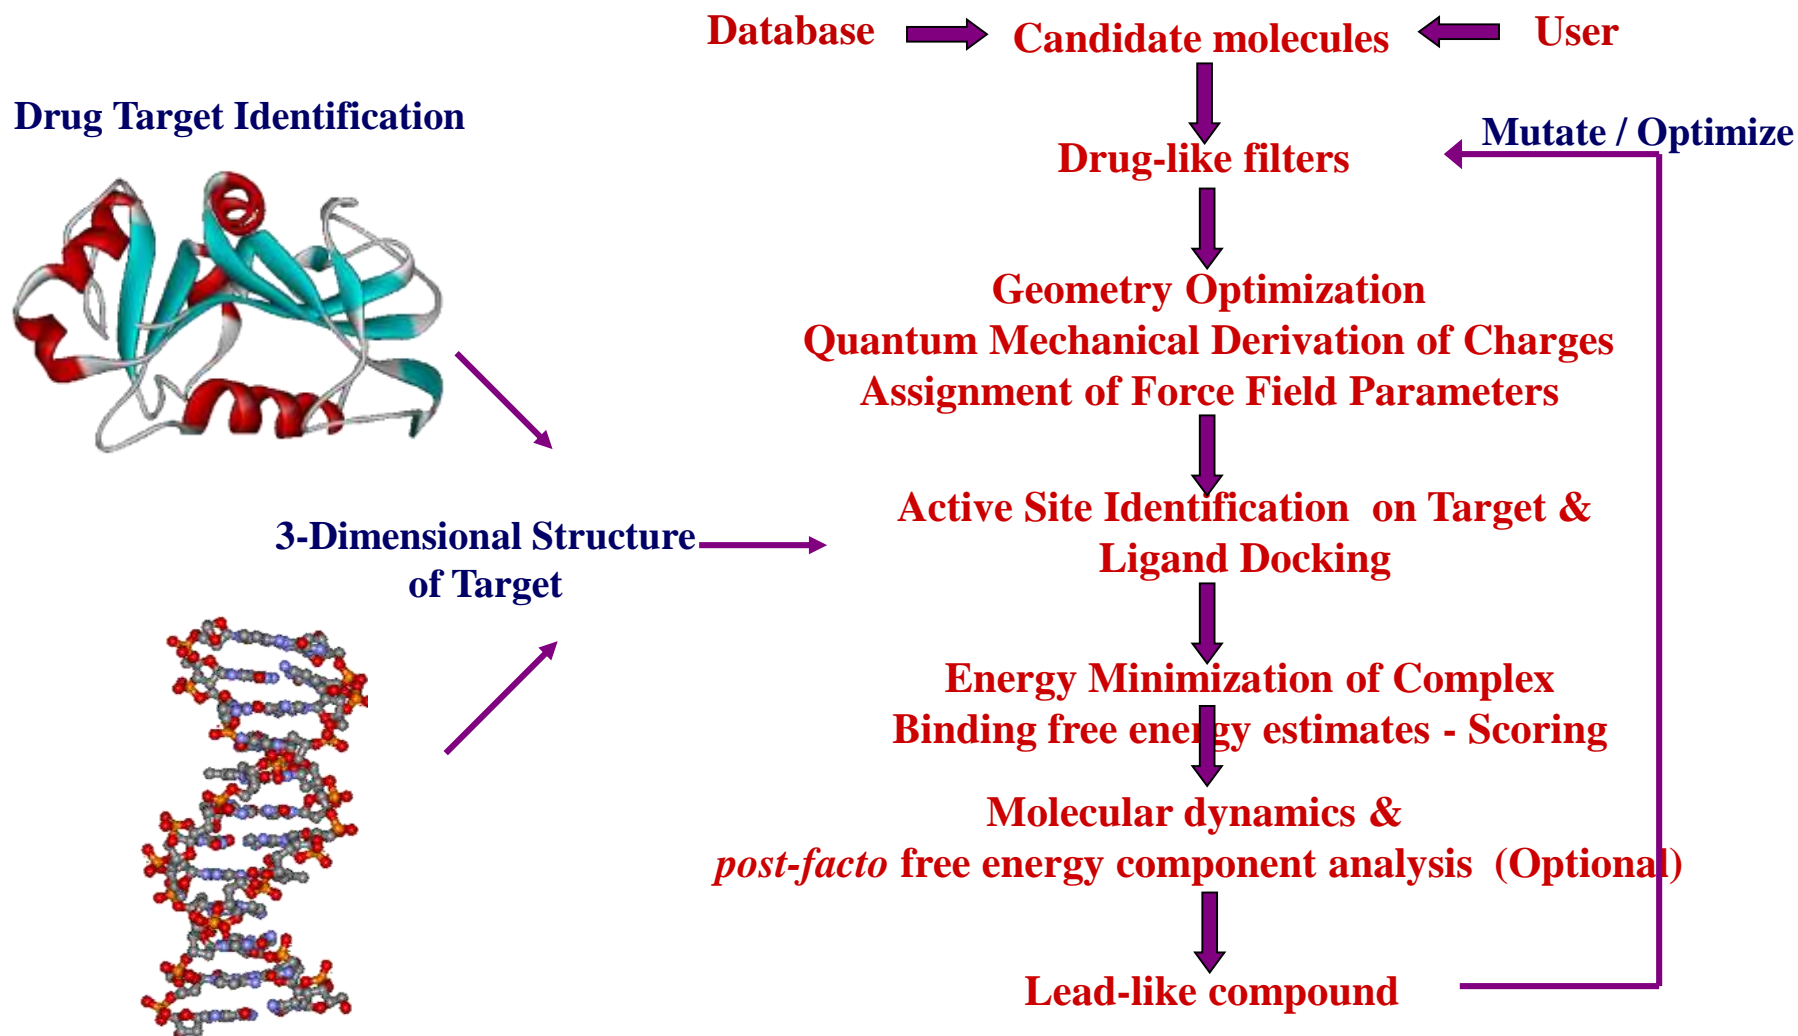 Database
Candidate molecules
User
Drug Target Identification
Mutate / Optimize
Drug-like filters
Geometry Optimization
Quantum Mechanical Derivation of Charges
Assignment of Force Field Parameters
Active Site Identification on Target &
Ligand Docking
3-Dimensional Structure
of Target
Energy Minimization of Complex
Binding free energy estimates - Scoring
Molecular dynamics &
post-facto free energy component analysis (Optional)
Lead-like compound